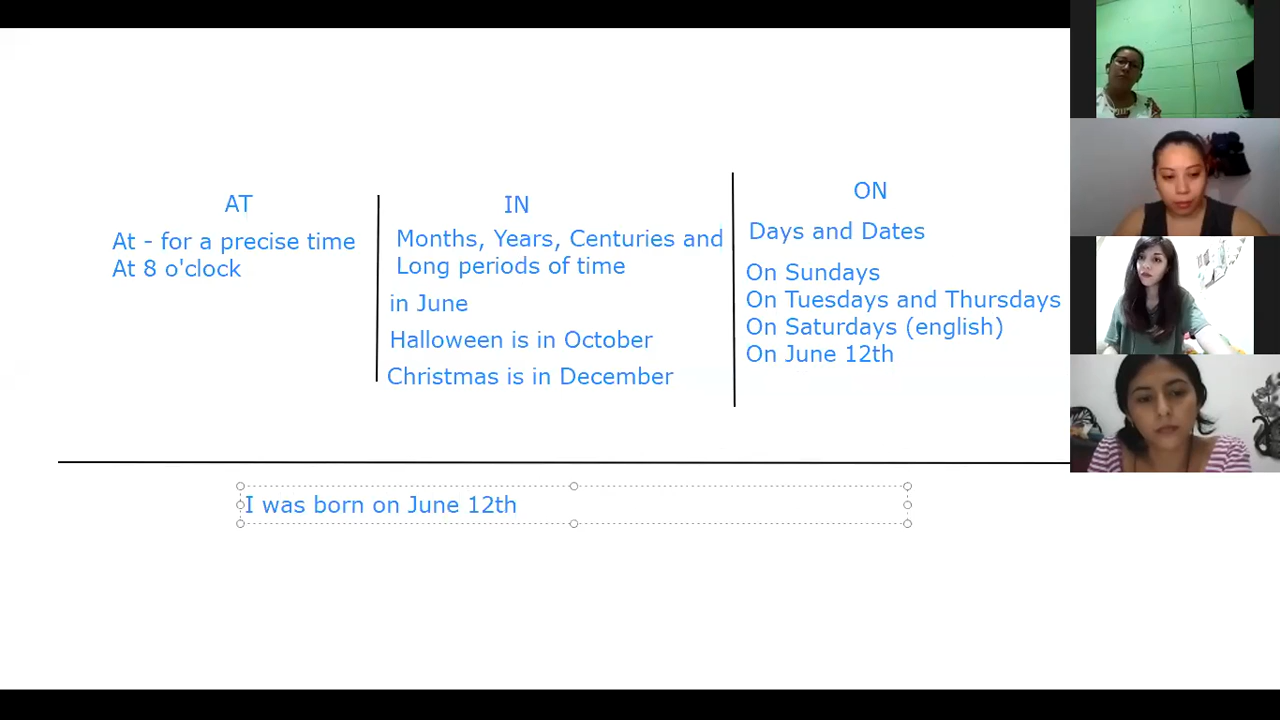 AT
At - for a precise time
At 8 o'clock
IN
Months, Years, Centuries and
Long periods of time
in June
Halloween is in October
Christmas is in December
ON
Days and Dates
On Sundays
On Tuesdays and Thursdays
On Saturdays (english)
On June 12th
I was born on June 12th